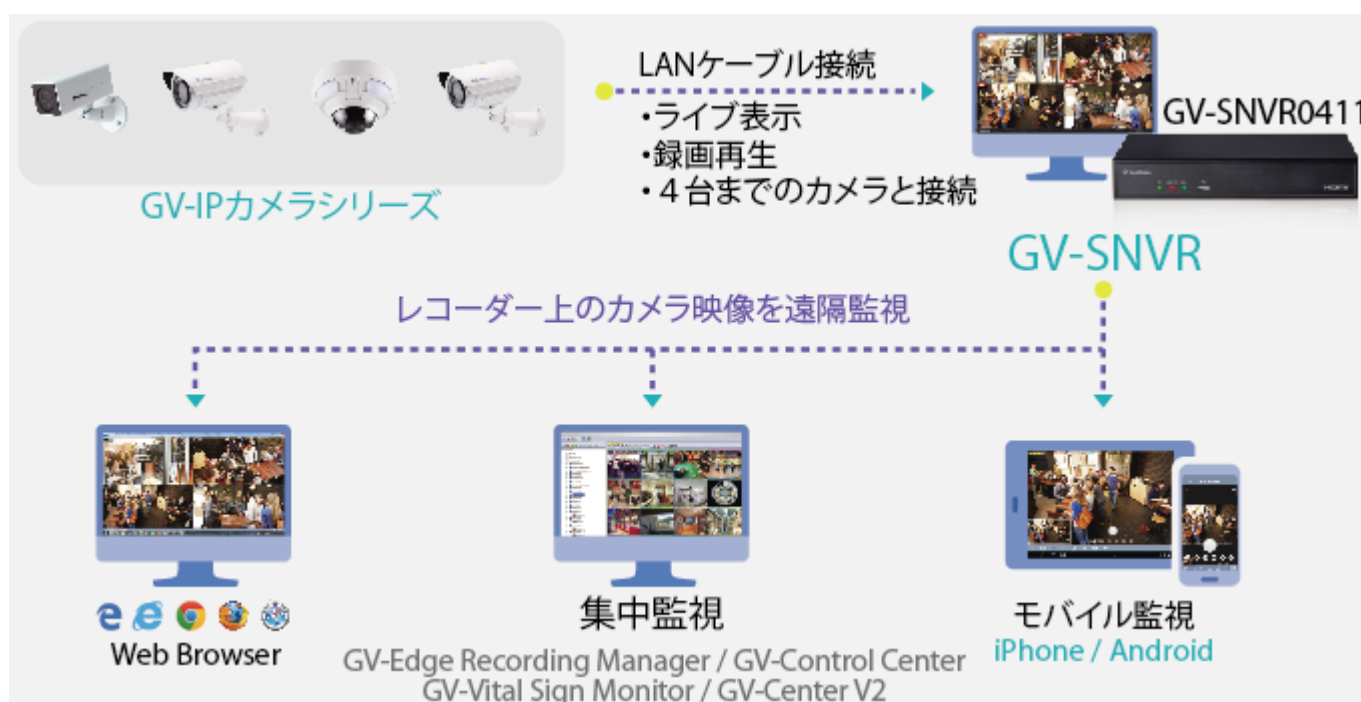 LANケーブル接続
・ライブ表示
・録画再生
・４台までのカメラと接続
GV-SNVR0411
GV-IPカメラシリーズ
GV-SNVR
レコーダー上のカメラ映像を遠隔監視
Web Browser
集中監視
GV-Edge Recording Manager / GV-Control Center
GV-Vital Sign Monitor / GV-Center V2
モバイル監視
iPhone / Android